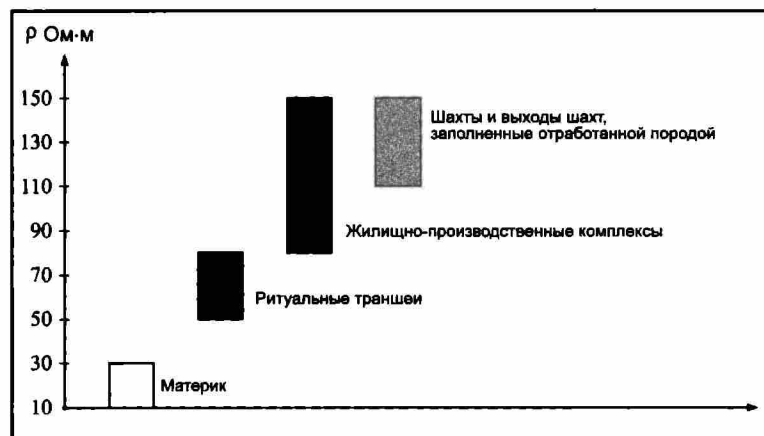 ρ Ом·м
150
Шахты и выходы шахт,
заполненные отработанной породой
130
110
90
Жилищно-производственные комплексы
70
Ритуальные траншеи
50
30
Материк
10